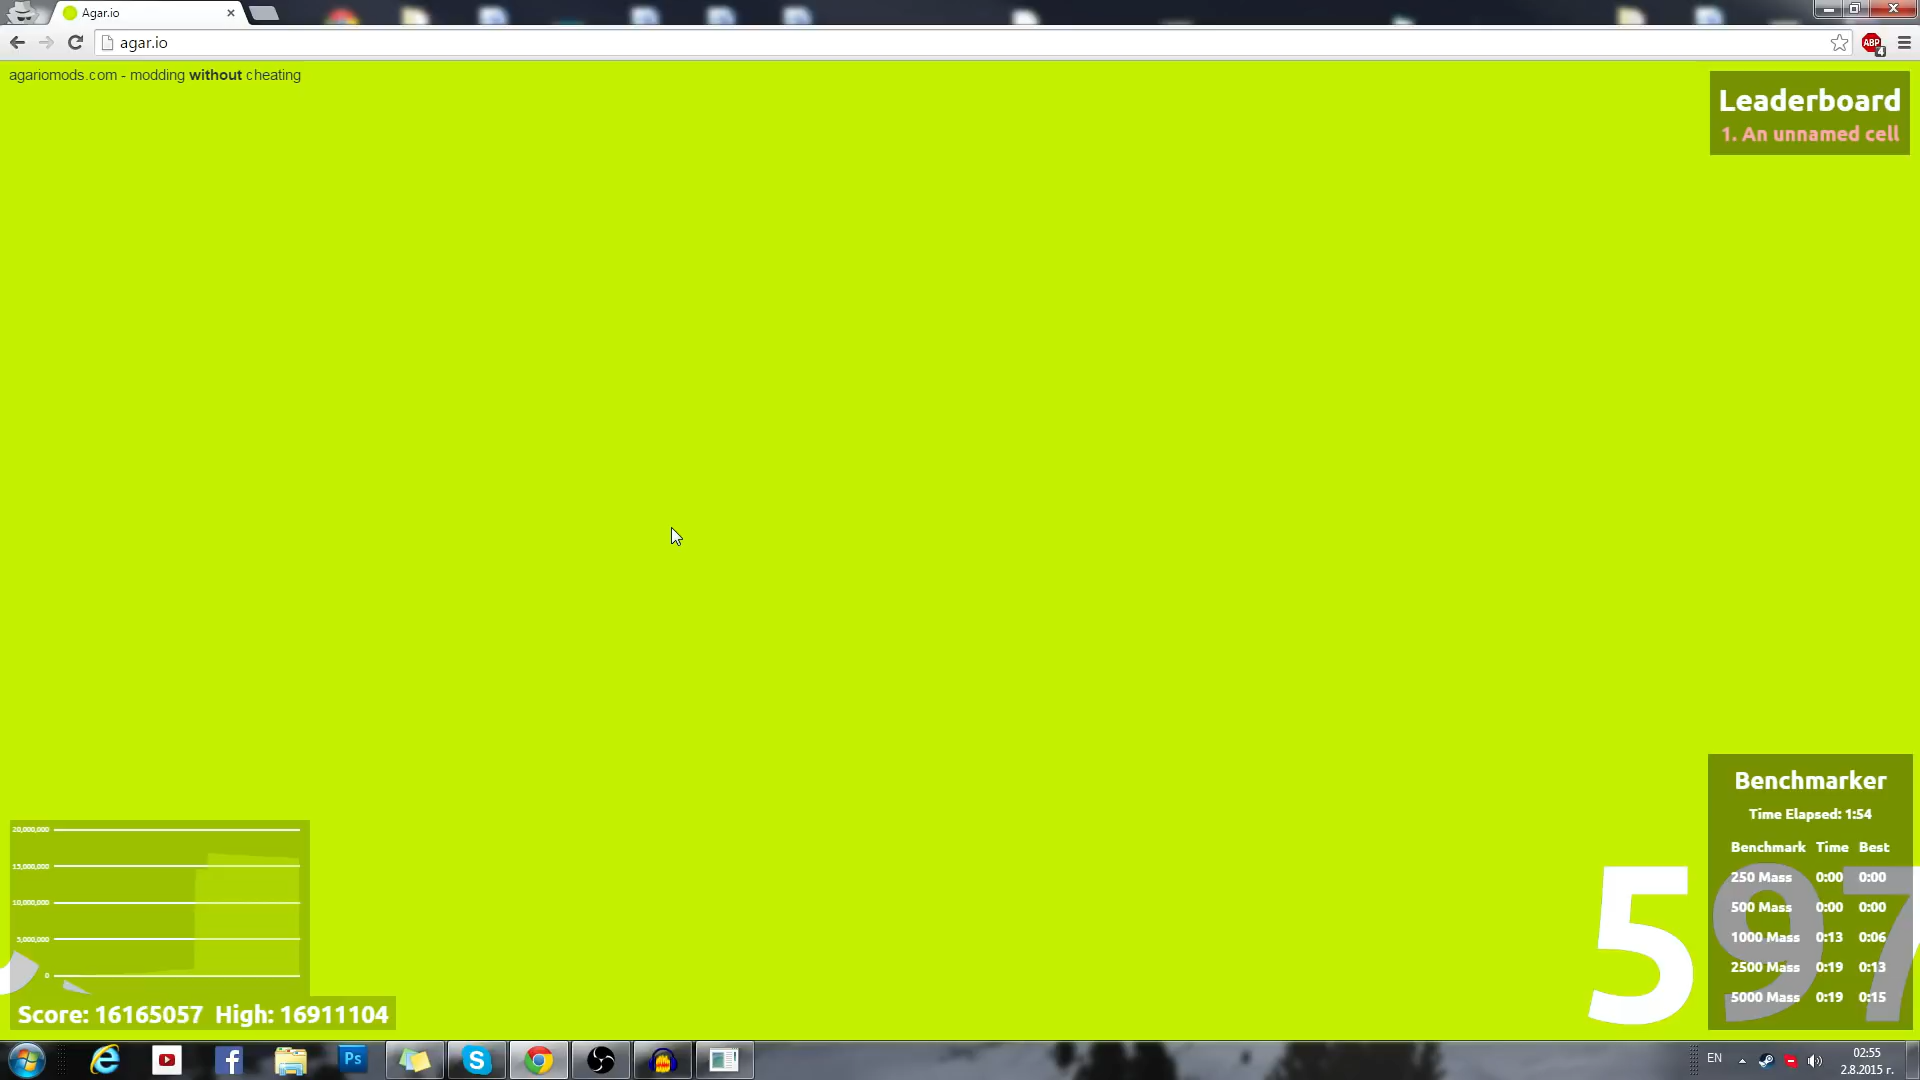 Agar.io
agar.io
ABP
4
agariomods.com - modding without cheating
Leaderboard
1. An unnamed cell
Benchmarker
Time Elapsed: 1:54
Benchmark Time Best
250 Mass 0:00 0:00
500 Mass 0:00 0:00
1000 Mass 0:13 0:06
2500 Mass 0:19 0:13
5000 Mass 0:19 0:15
597
20,000,000
15,000,000
10,000,000
5,000,000
0
Score: 16165057 High: 16911104
Ps
EN
02:55
2.8.2015 г.